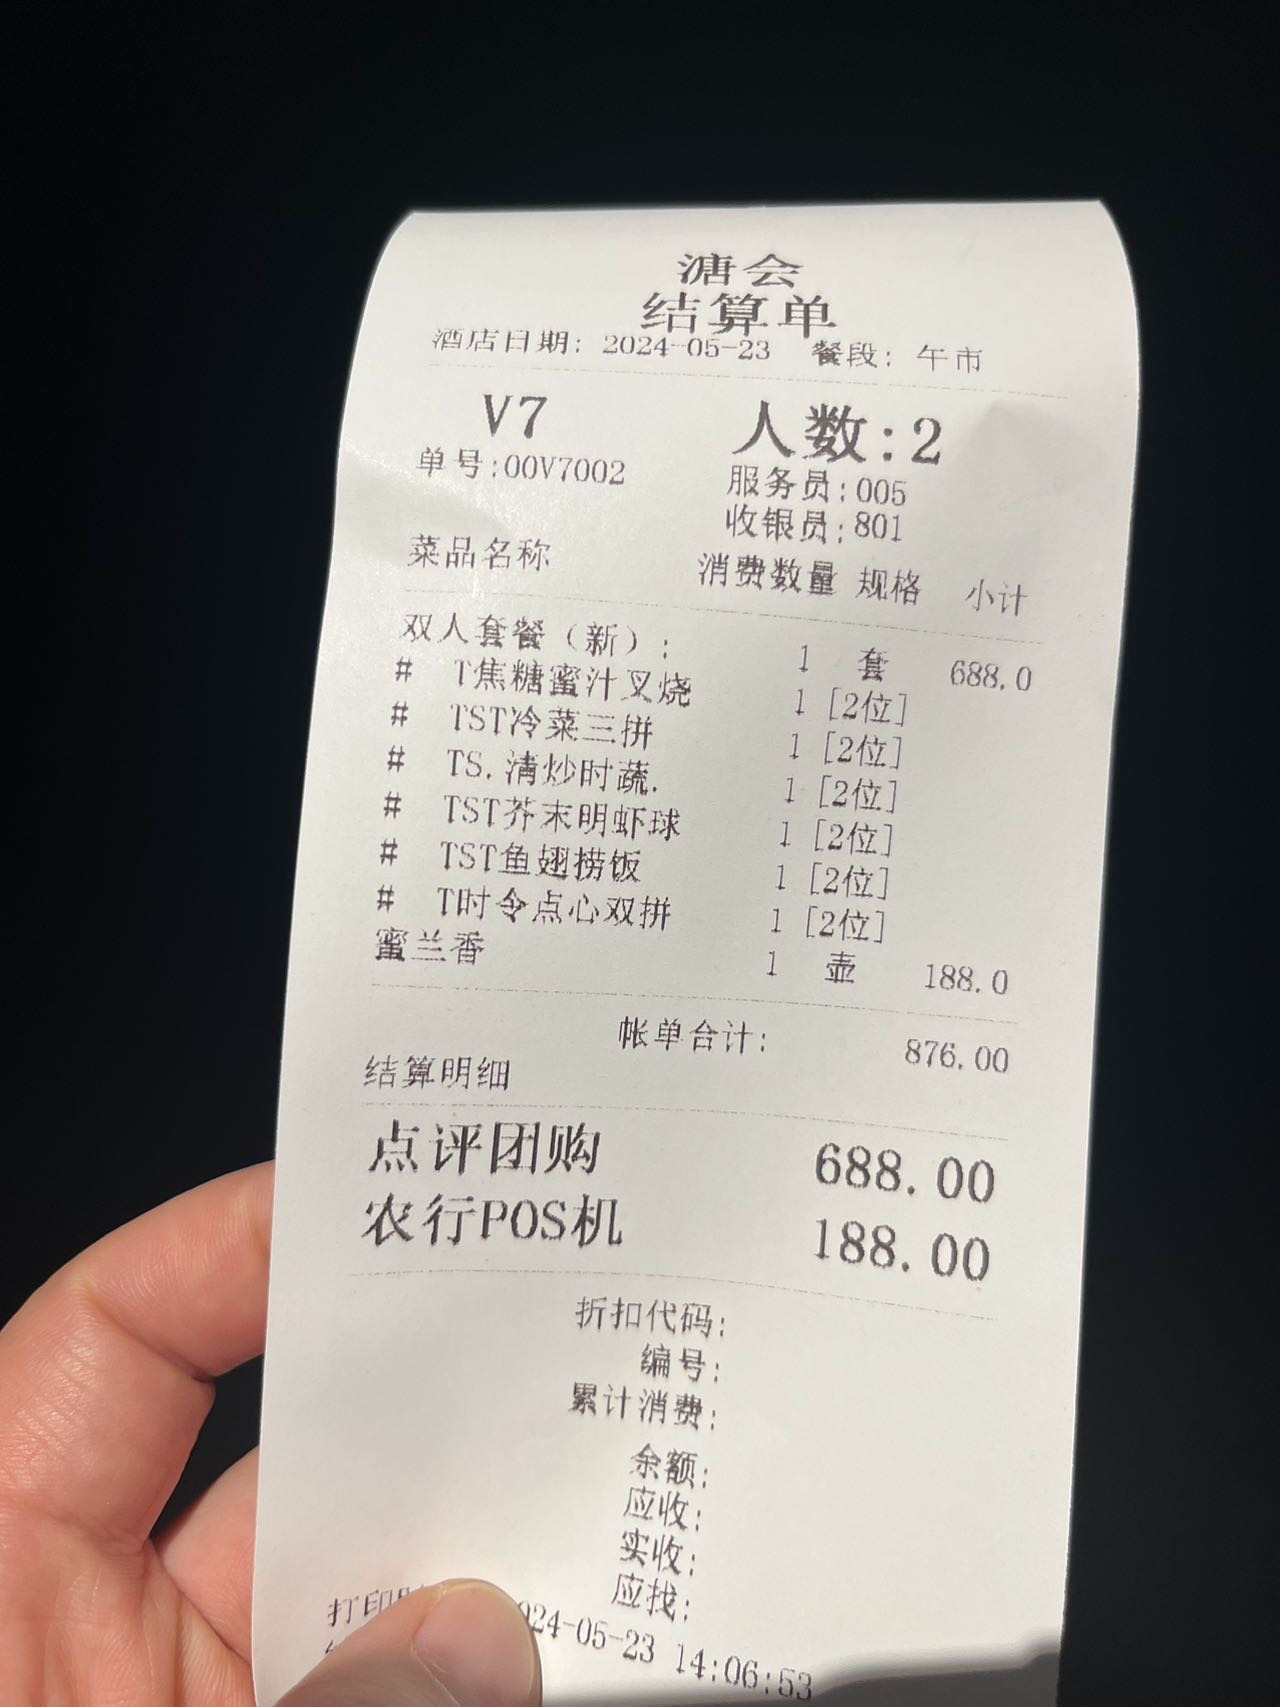 溏会
结算单
酒店日期: 2024-05-23 餐段: 午市
V7 人数:2
单号:00V7002 服务员:005
收银员:801
菜品名称 消费数量 规格 小计
双人套餐（新）: 1 套 688.0
# T焦糖蜜汁叉烧 1 [2位]
# TST冷菜三拼 1 [2位]
# TS.清炒时蔬. 1 [2位]
# TST芥末明虾球 1 [2位]
# TST鱼翅捞饭 1 [2位]
# T时令点心双拼 1 [2位]
蜜兰香 1 壶 188.0
帐单合计: 876.00
结算明细
点评团购 688.00
农行POS机 188.00
折扣代码:
编号:
累计消费:
余额:
应收:
实收:
应找:
打印 024-05-23 14:06:53